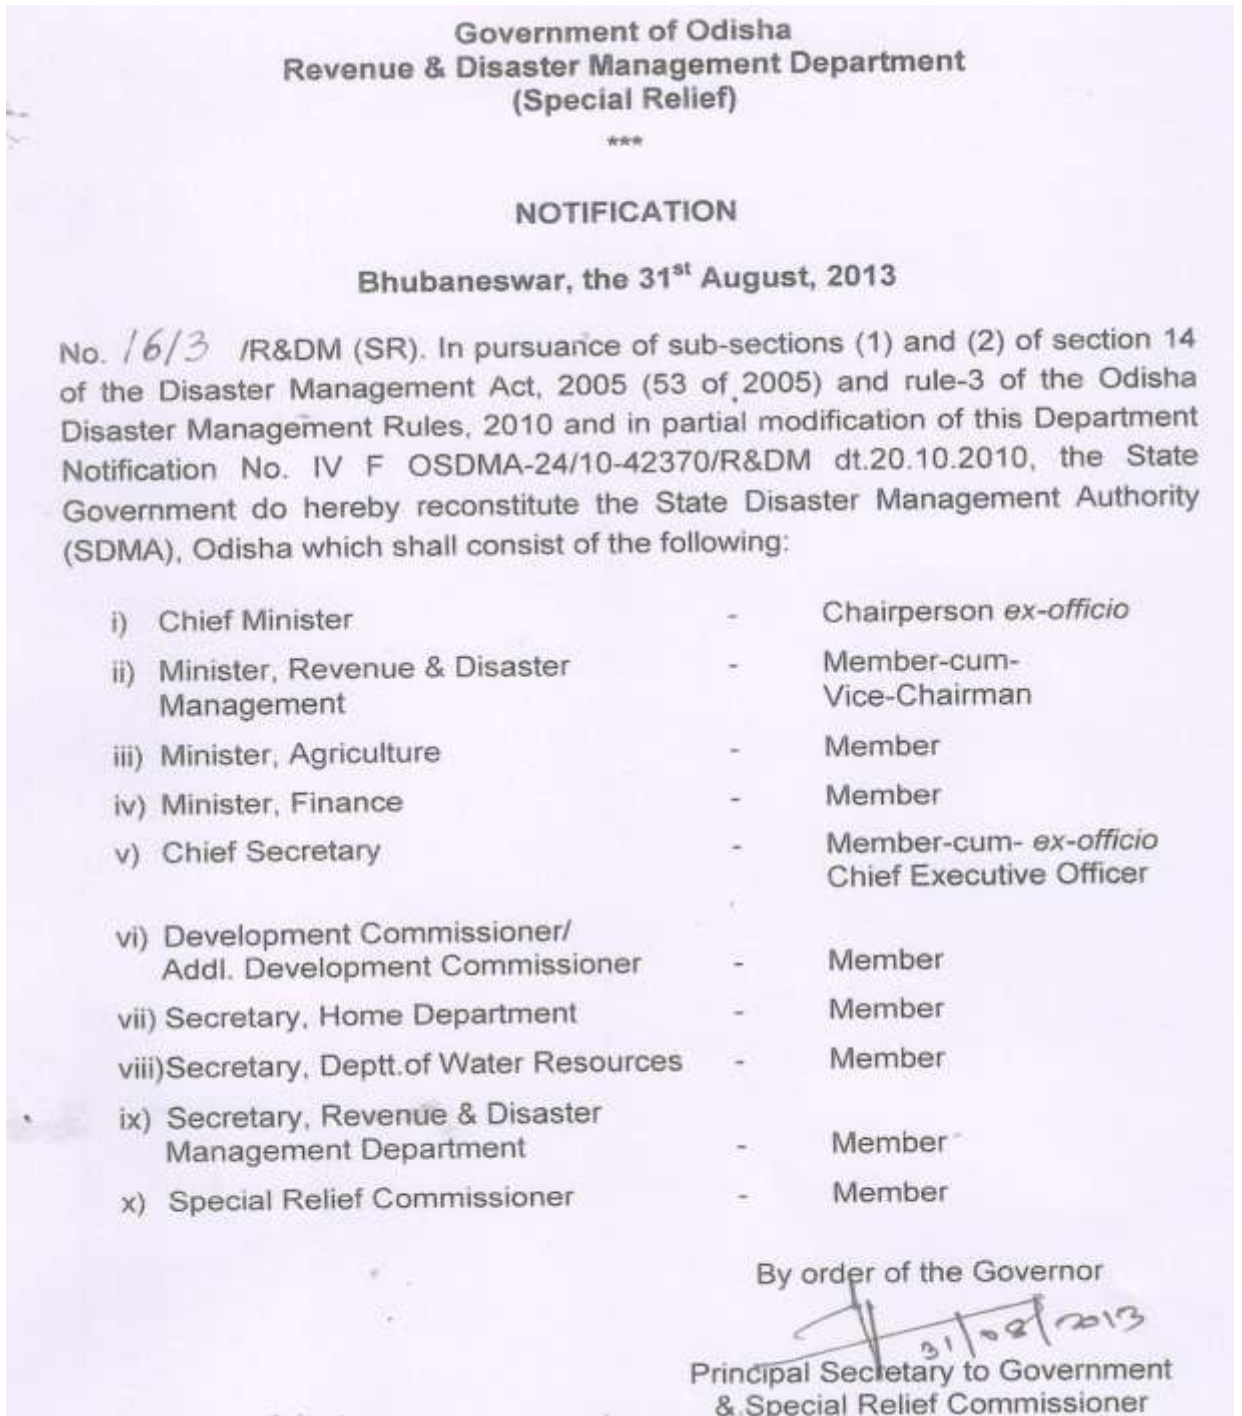 Government of Odisha
Revenue & Disaster Management Department
(Special Relief)
***
NOTIFICATION
Bhubaneswar, the 31st August, 2013
No. 1613 /R&DM (SR). In pursuance of sub-sections (1) and (2) of section 14
of the Disaster Management Act, 2005 (53 of 2005) and rule-3 of the Odisha
Disaster Management Rules, 2010 and in partial modification of this Department
Notification No. IV F OSDMA-24/10-42370/R&DM dt.20.10.2010, the State
Government do hereby reconstitute the State Disaster Management Authority
(SDMA), Odisha which shall consist of the following:
i) Chief Minister - Chairperson ex-officio
ii) Minister, Revenue & Disaster - Member-cum-
Management Vice-Chairman
iii) Minister, Agriculture - Member
iv) Minister, Finance - Member
v) Chief Secretary - Member-cum- ex-officio
Chief Executive Officer
vi) Development Commissioner/
Addl. Development Commissioner - Member
vii) Secretary, Home Department - Member
viii)Secretary, Deptt.of Water Resources - Member
ix) Secretary, Revenue & Disaster
Management Department - Member
x) Special Relief Commissioner - Member
By order of the Governor
31/08/2013
Principal Secretary to Government
& Special Relief Commissioner